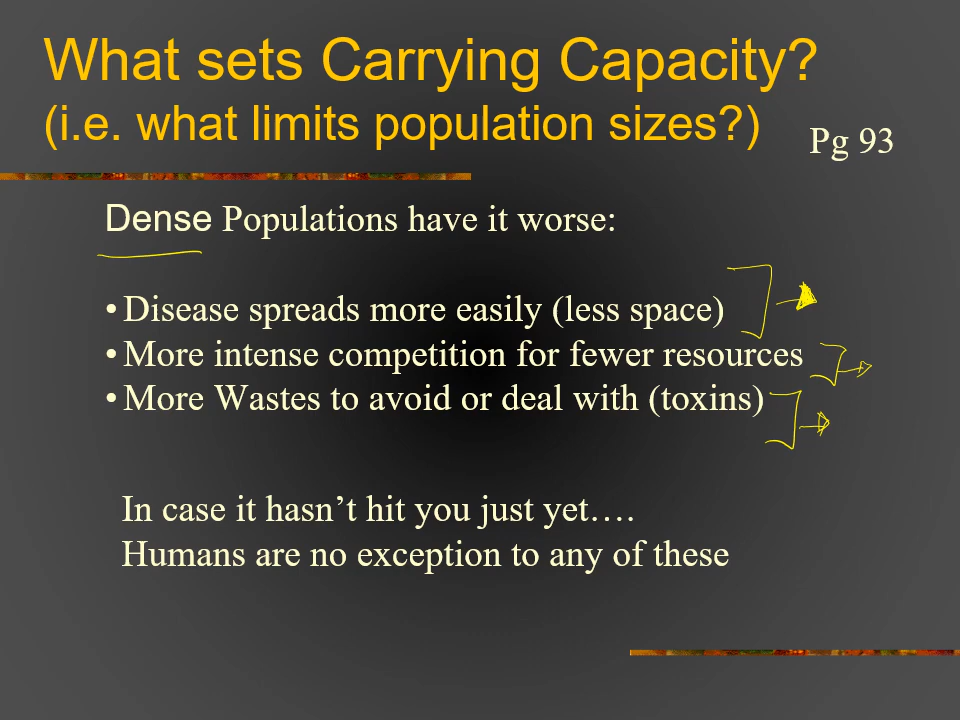 What sets Carrying Capacity?
(i.e. what limits population sizes?)
Pg 93
Dense Populations have it worse:
• Disease spreads more easily (less space)
• More intense competition for fewer resources
• More Wastes to avoid or deal with (toxins)
In case it hasn’t hit you just yet….
Humans are no exception to any of these
……